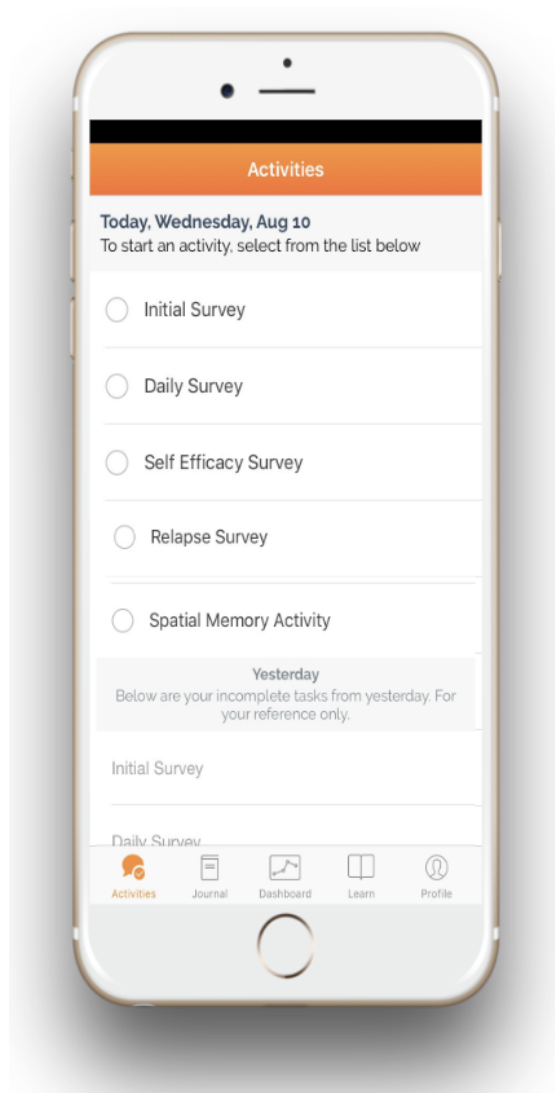 Activities
Today, Wednesday, Aug 10
To start an activity, select from the list below
Initial Survey
Daily Survey
Self Efficacy Survey
Relapse Survey
Spatial Memory Activity
Yesterday
Below are your incomplete tasks from yesterday. For
your reference only.
Initial Survey
Daily Survey
Activities Journal Dashboard Learn Profile